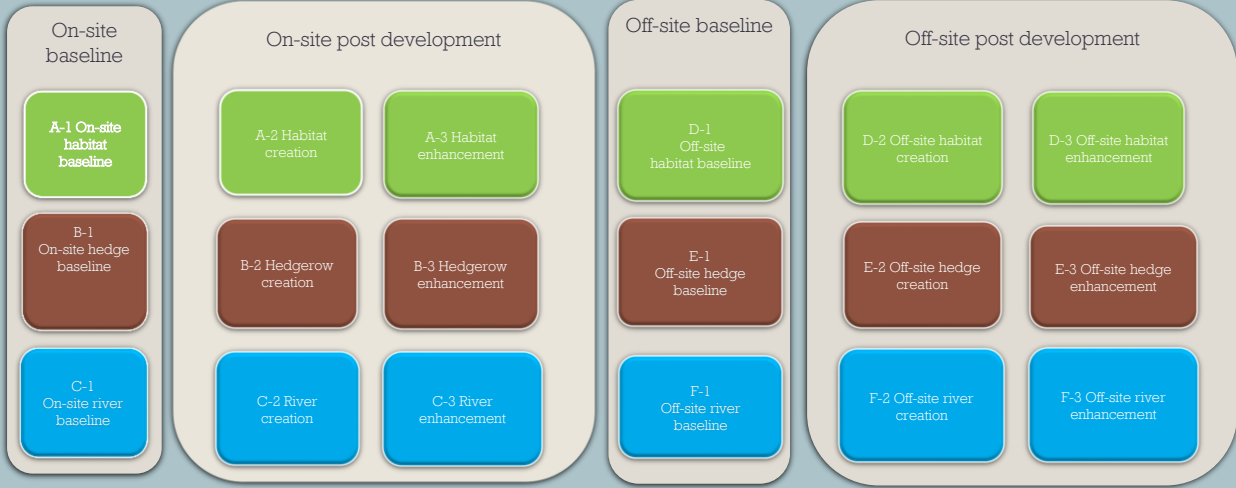 On-site
baseline
A-1 On-site
habitat
baseline
B-1
On-site hedge
baseline
C-1
On-site river
baseline
On-site post development
A-2 Habitat
creation
A-3 Habitat
enhancement
B-2 Hedgerow
creation
B-3 Hedgerow
enhancement
C-2 River
creation
C-3 River
enhancement
Off-site baseline
D-1
Off-site
habitat baseline
E-1
Off-site hedge
baseline
F-1
Off-site river
baseline
Off-site post development
D-2 Off-site habitat
creation
D-3 Off-site habitat
enhancement
E-2 Off-site hedge
creation
E-3 Off-site hedge
enhancement
F-2 Off-site river
creation
F-3 Off-site river
enhancement